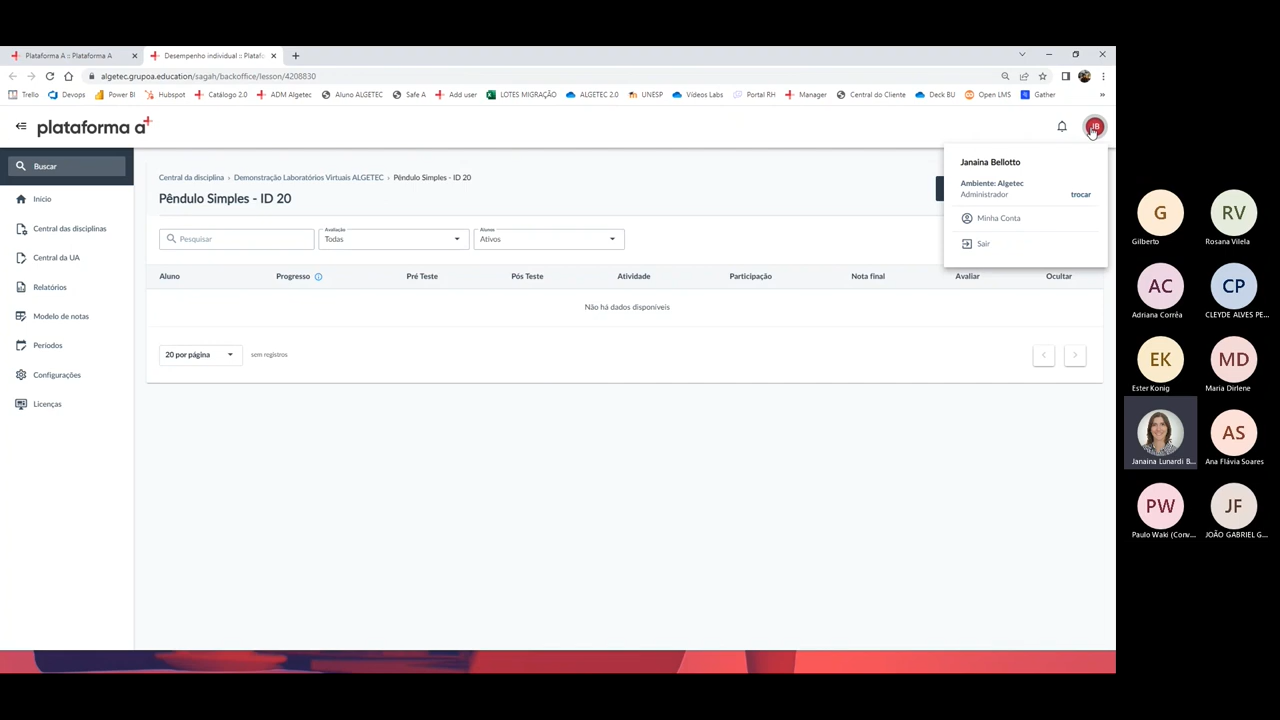 Plataforma A :: Plataforma A
Desempenho individual :: Platafo
algetec.grupoa.education/sagah/backoffice/lesson/4208830
Trello
Devops
Power BI
Hubspot
Catálogo 2.0
ADM Algetec
Aluno ALGETEC
Safe A
Add user
LOTES MIGRAÇÃO
ALGETEC 2.0
UNESP
Vídeos Labs
Portal RH
Manager
Central do Cliente
Deck BU
Open LMS
Gather
»
plataforma a+
JB
Buscar
Início
Central das disciplinas
Central da UA
Relatórios
Modelo de notas
Períodos
Configurações
Licenças
Central da disciplina › Demonstração Laboratórios Virtuais ALGETEC › Pêndulo Simples - ID 20
Pêndulo Simples - ID 20
Pesquisar
Avaliação
Todas
Alunos
Ativos
Janaina Bellotto
Ambiente: Algetec
Administrador
trocar
Minha Conta
Sair
Aluno Progresso Pré Teste Pós Teste Atividade Participação Nota final Avaliar Ocultar
Não há dados disponíveis
20 por página
sem registros
G
Gilberto
RV
Rosana Vilela
AC
Adriana Corrêa
CP
CLEYDE ALVES PE...
EK
Ester Konig
MD
Maria Dirlene
Janaina Lunardi B...
AS
Ana Flávia Soares
PW
Paulo Waki (Conv...
JF
JOÃO GABRIEL G...